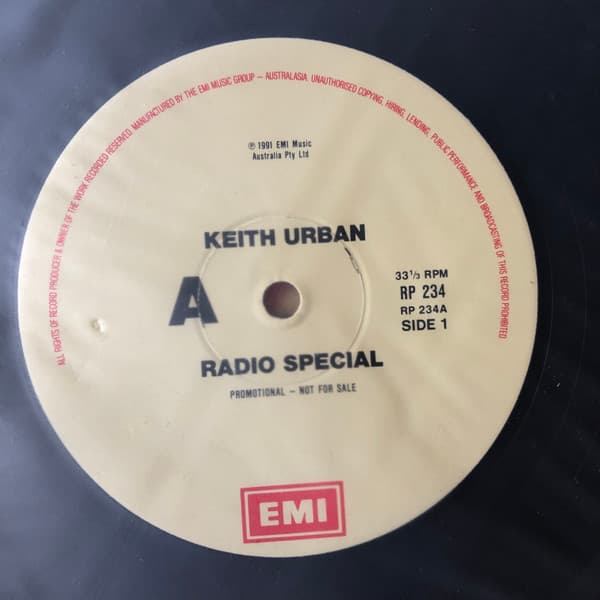 ALL RIGHTS OF RECORD PRODUCER & OWNER OF THE WORK RECORDED RESERVED. MANUFACTURED BY THE EMI MUSIC GROUP – AUSTRALASIA. UNAUTHORISED COPYING, HIRING, LENDING, PUBLIC PERFORMANCE AND BROADCASTING OF THIS RECORD PROHIBITED
℗ 1991 EMI Music
Australia Pty Ltd
KEITH URBAN
A
33 1/3 RPM
RP 234
RP 234A
SIDE 1
RADIO SPECIAL
PROMOTIONAL – NOT FOR SALE
EMI